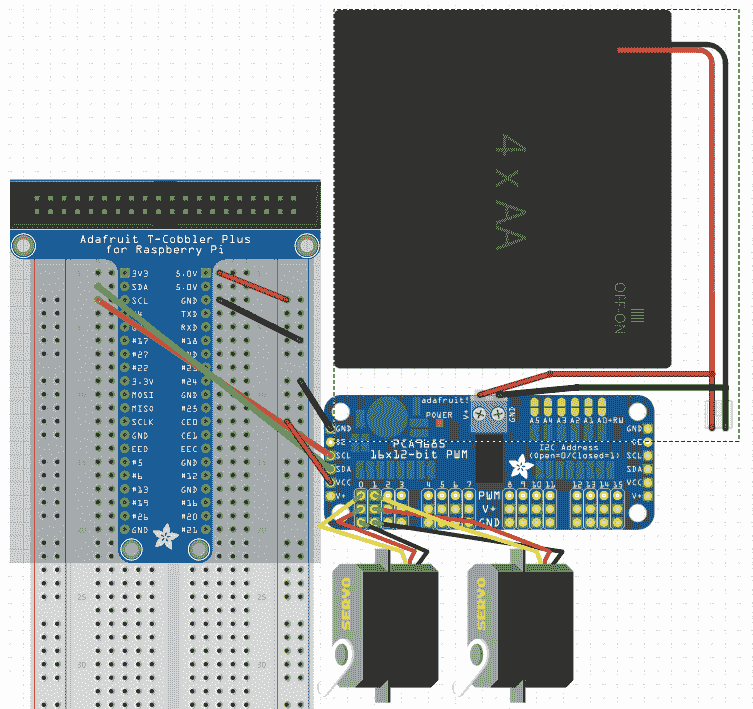 4 x AA
OFF-ON
Adafruit T-Cobbler Plus
for Raspberry Pi
3V3 5.0V
SDA 5.0V
SCL GND
TXD
RXD
#17 #18
#27
#22 #23
3.3V #24
MOSI GND
MISO #25
SCLK CE0
GND CE1
EED EEC
#5 GND
#6 #12
#13 GND
#19 #16
#26 #20
GND #21
25 25
30 30
adafruit!
POWER
V+
GND
A5 A4 A3 A2 A1 A0 +RW
PCA9685
16x12-bit PWM
I2C Address
(Open=0/Closed=1)
GND
SCL
SDA
VCC
V+
GND
OE
SCL
SDA
VCC
V+
0 1 2 3 4 5 6 7 8 9 10 11 12 13 14 15
PWM
V+
GND
SERVO
SERVO